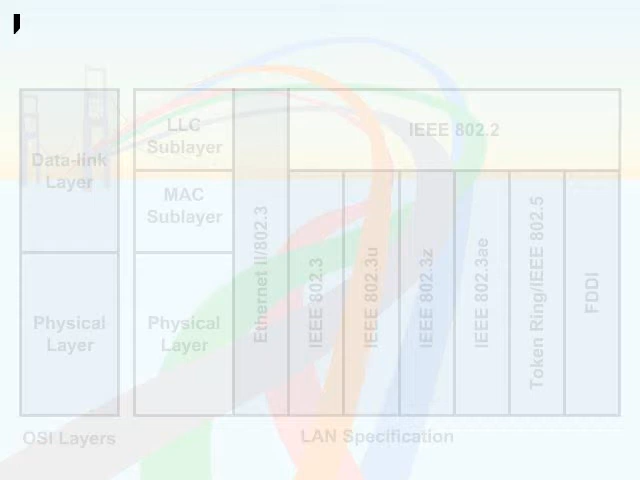 Data-link
Layer
LLC
Sublayer
MAC
Sublayer
IEEE 802.2
Physical
Layer
Physical
Layer
Ethernet II/802.3
IEEE 802.3
IEEE 802.3u
IEEE 802.3z
IEEE 802.3ae
Token Ring/IEEE 802.5
FDDI
OSI Layers
LAN Specification